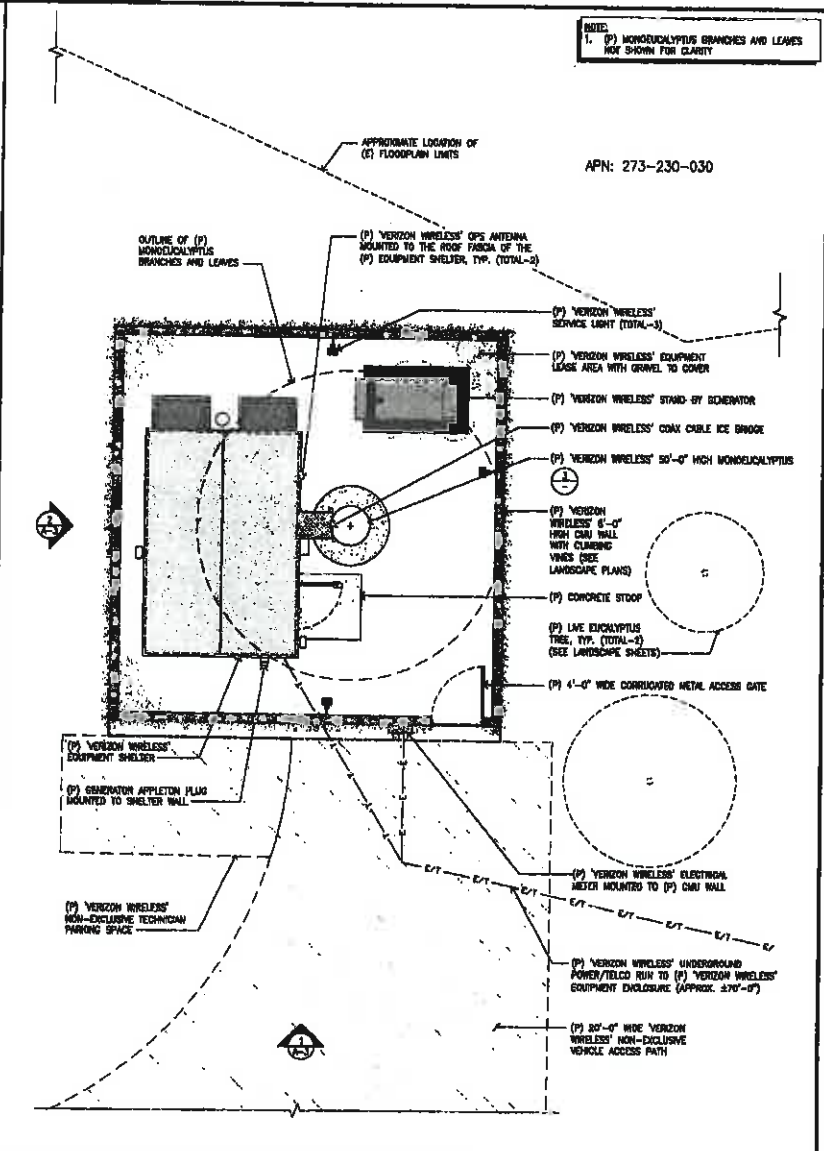 NOTE:
1. (P) MONOEUCALYPTUS BRANCHES AND LEAVES
NOT SHOWN FOR CLARITY
APPROXIMATE LOCATION OF
(E) FLOODPLAIN LIMITS
APN: 273-230-030
OUTLINE OF (P)
MONOEUCALYPTUS
BRANCHES AND LEAVES
(P) 'VERIZON WIRELESS' GPS ANTENNA
MOUNTED TO THE ROOF FASCIA OF THE
(P) EQUIPMENT SHELTER, TYP. (TOTAL-2)
(P) 'VERIZON WIRELESS'
SERVICE LIGHT (TOTAL-3)
(P) 'VERIZON WIRELESS' EQUIPMENT
LEASE AREA WITH GRAVEL TO COVER
(P) 'VERIZON WIRELESS' STAND-BY GENERATOR
(P) 'VERIZON WIRELESS' COAX CABLE ICE BRIDGE
(P) 'VERIZON WIRELESS' 50'-0" HIGH MONOEUCALYPTUS
(P) 'VERIZON
WIRELESS' 6'-0"
HIGH CMU WALL
WITH CLIMBING
VINES (SEE
LANDSCAPE PLANS)
2
A-3
(P) CONCRETE STOOP
(P) LIVE EUCALYPTUS
TREE, TYP. (TOTAL-2)
(SEE LANDSCAPE SHEETS)
(P) 4'-0" WIDE CORRUGATED METAL ACCESS GATE
(P) 'VERIZON WIRELESS'
EQUIPMENT SHELTER
(P) GENERATOR APPLETON PLUG
MOUNTED TO SHELTER WALL
(P) 'VERIZON WIRELESS'
NON-EXCLUSIVE TECHNICIAN
PARKING SPACE
E/T E/T E/T E/T E/T E/T
(P) 'VERIZON WIRELESS' ELECTRICAL
METER MOUNTED TO (P) CMU WALL
(P) 'VERIZON WIRELESS' UNDERGROUND
POWER/TELCO RUN TO (P) 'VERIZON WIRELESS'
EQUIPMENT ENCLOSURE (APPROX. ±70'-0")
(P) 20'-0" WIDE 'VERIZON
WIRELESS' NON-EXCLUSIVE
VEHICLE ACCESS PATH
1
A-3